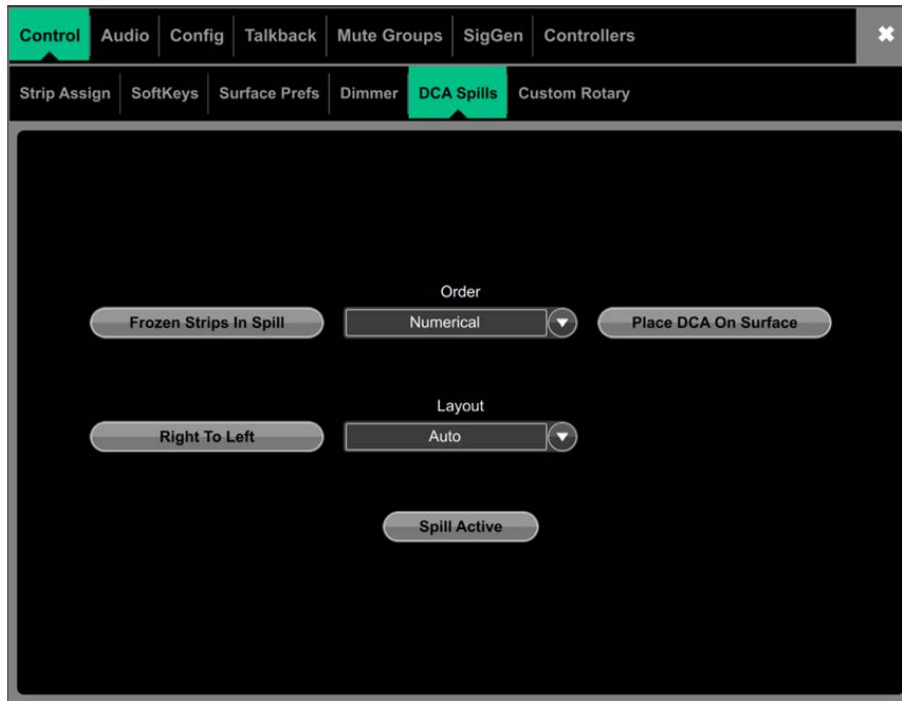 Control Audio Config Talkback Mute Groups SigGen Controllers
Strip Assign SoftKeys Surface Prefs Dimmer DCA Spills Custom Rotary
Order
Frozen Strips In Spill Numerical Place DCA On Surface
Layout
Right To Left Auto
Spill Active